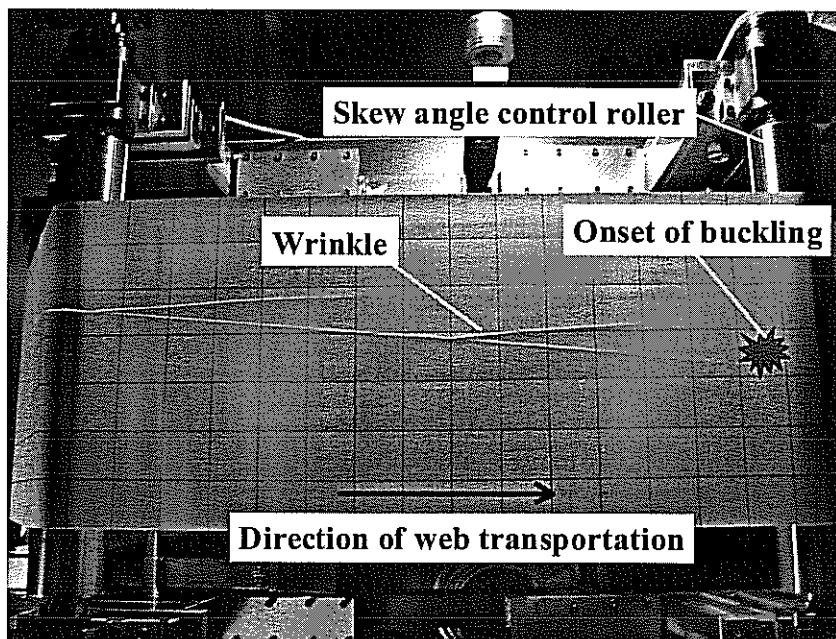 Skew angle control roller
Wrinkle
Onset of buckling
Direction of web transportation